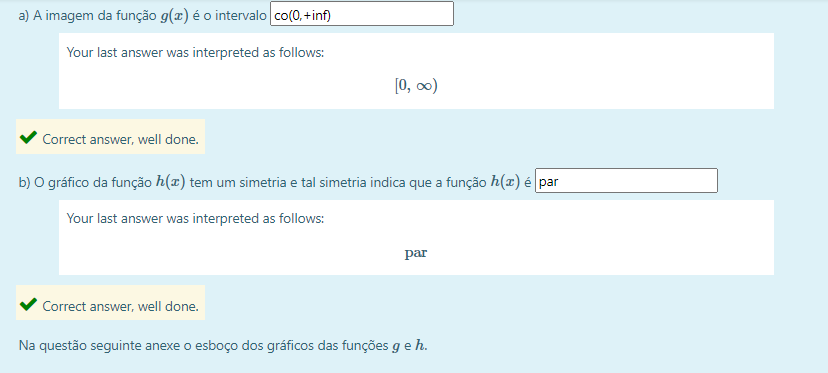 a) A imagem da função g(x) é o intervalo co(0,+inf)
Your last answer was interpreted as follows:
[0, ∞)
Correct answer, well done.
b) O gráfico da função h(x) tem um simetria e tal simetria indica que a função h(x) é par
Your last answer was interpreted as follows:
par
Correct answer, well done.
Na questão seguinte anexe o esboço dos gráficos das funções g e h.